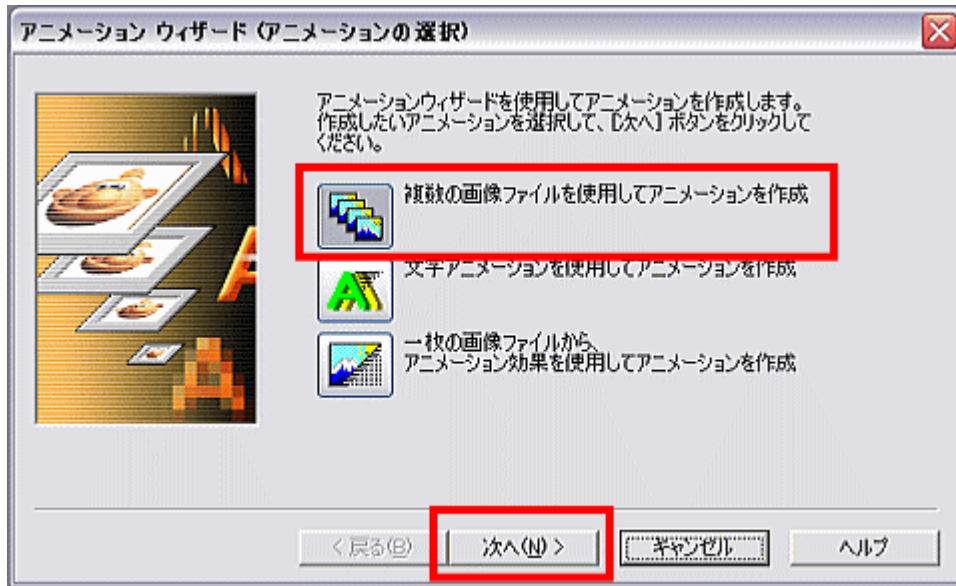 アニメーション ウィザード (アニメーションの選択)
アニメーションウィザードを使用してアニメーションを作成します。
作成したいアニメーションを選択して、[次へ] ボタンをクリックして
ください。
複数の画像ファイルを使用してアニメーションを作成
文字アニメーションを使用してアニメーションを作成
一枚の画像ファイルから、
アニメーション効果を使用してアニメーションを作成
< 戻る(B)
次へ(N) >
キャンセル
ヘルプ